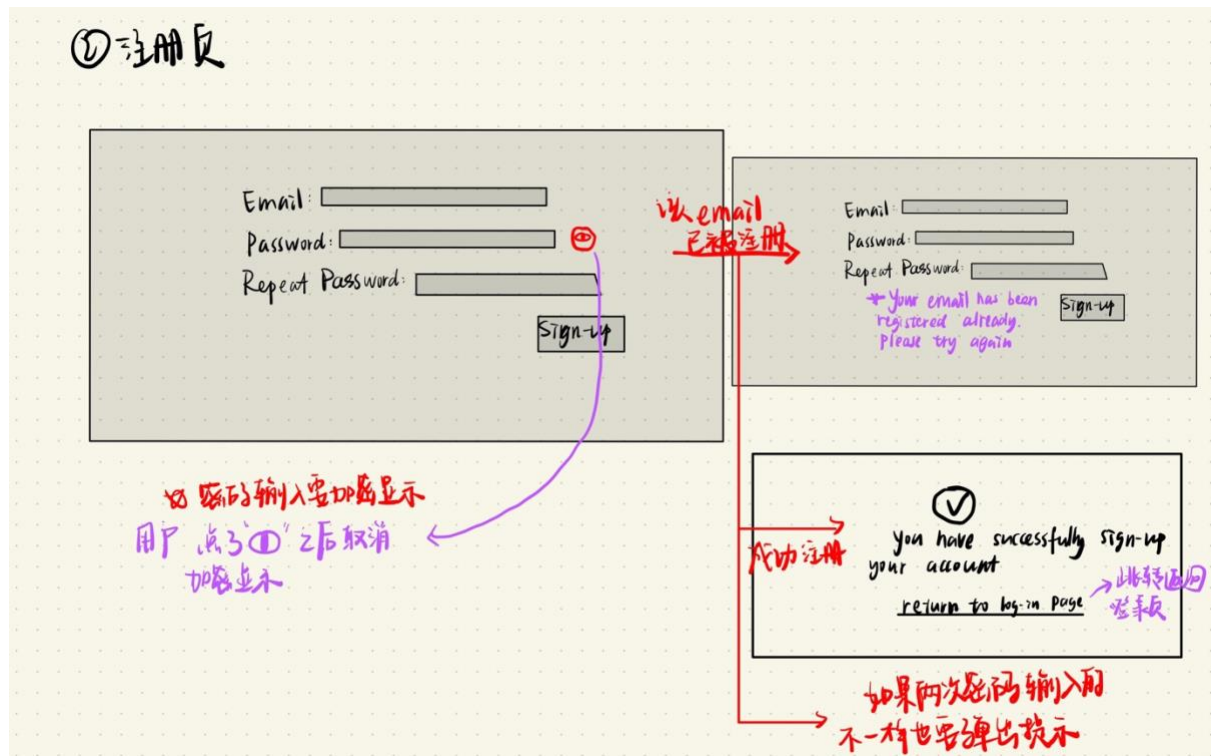 ②注册页
Email:
Password:
Repeat Password:
Sign-up
密码输入要加密显示
用户点了“👁”之后取消
加密显示
该email
已被注册
Email:
Password:
Repeat Password:
* Your email has been
registered already.
Please try again
Sign-up
成功注册
you have successfully sign-up
your account
return to log-in page
跳转返回
登录页
如果两次密码输入的
不一样也要弹出提示